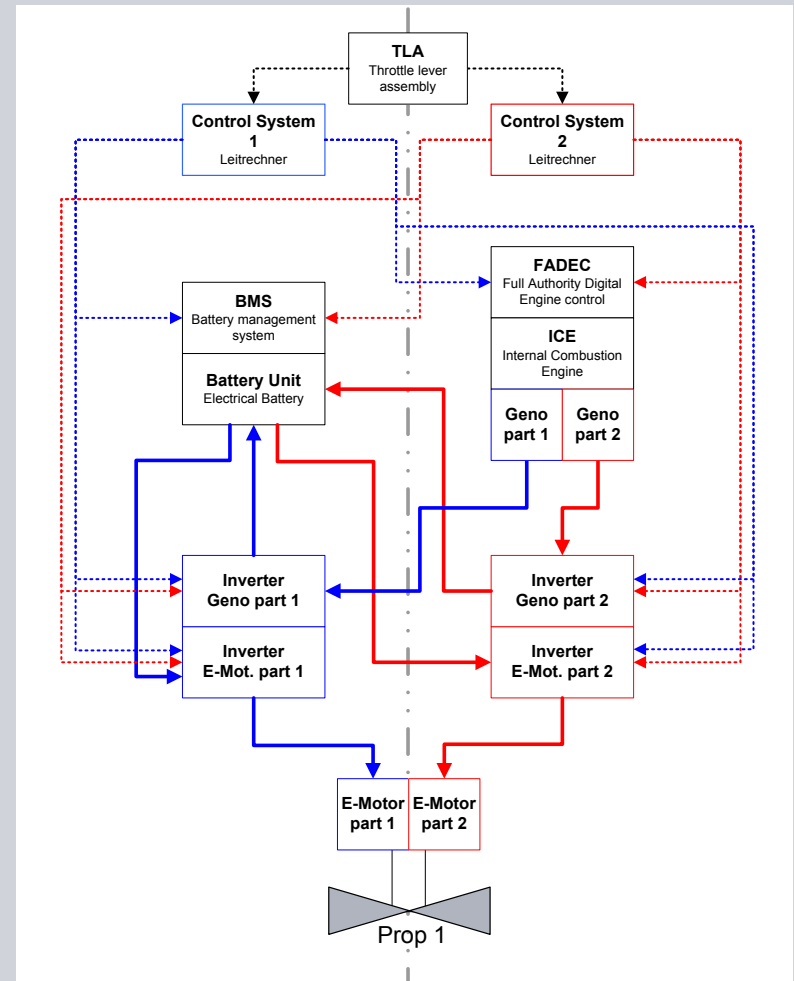 TLA
Throttle lever
assembly
Control System
1
Leitrechner
Control System
2
Leitrechner
FADEC
Full Authority Digital
Engine control
BMS
Battery management
system
ICE
Internal Combustion
Engine
Battery Unit
Electrical Battery
Geno
part 1
Geno
part 2
Inverter
Geno part 1
Inverter
Geno part 2
Inverter
E-Mot. part 1
Inverter
E-Mot. part 2
E-Motor
part 1
E-Motor
part 2
Prop 1